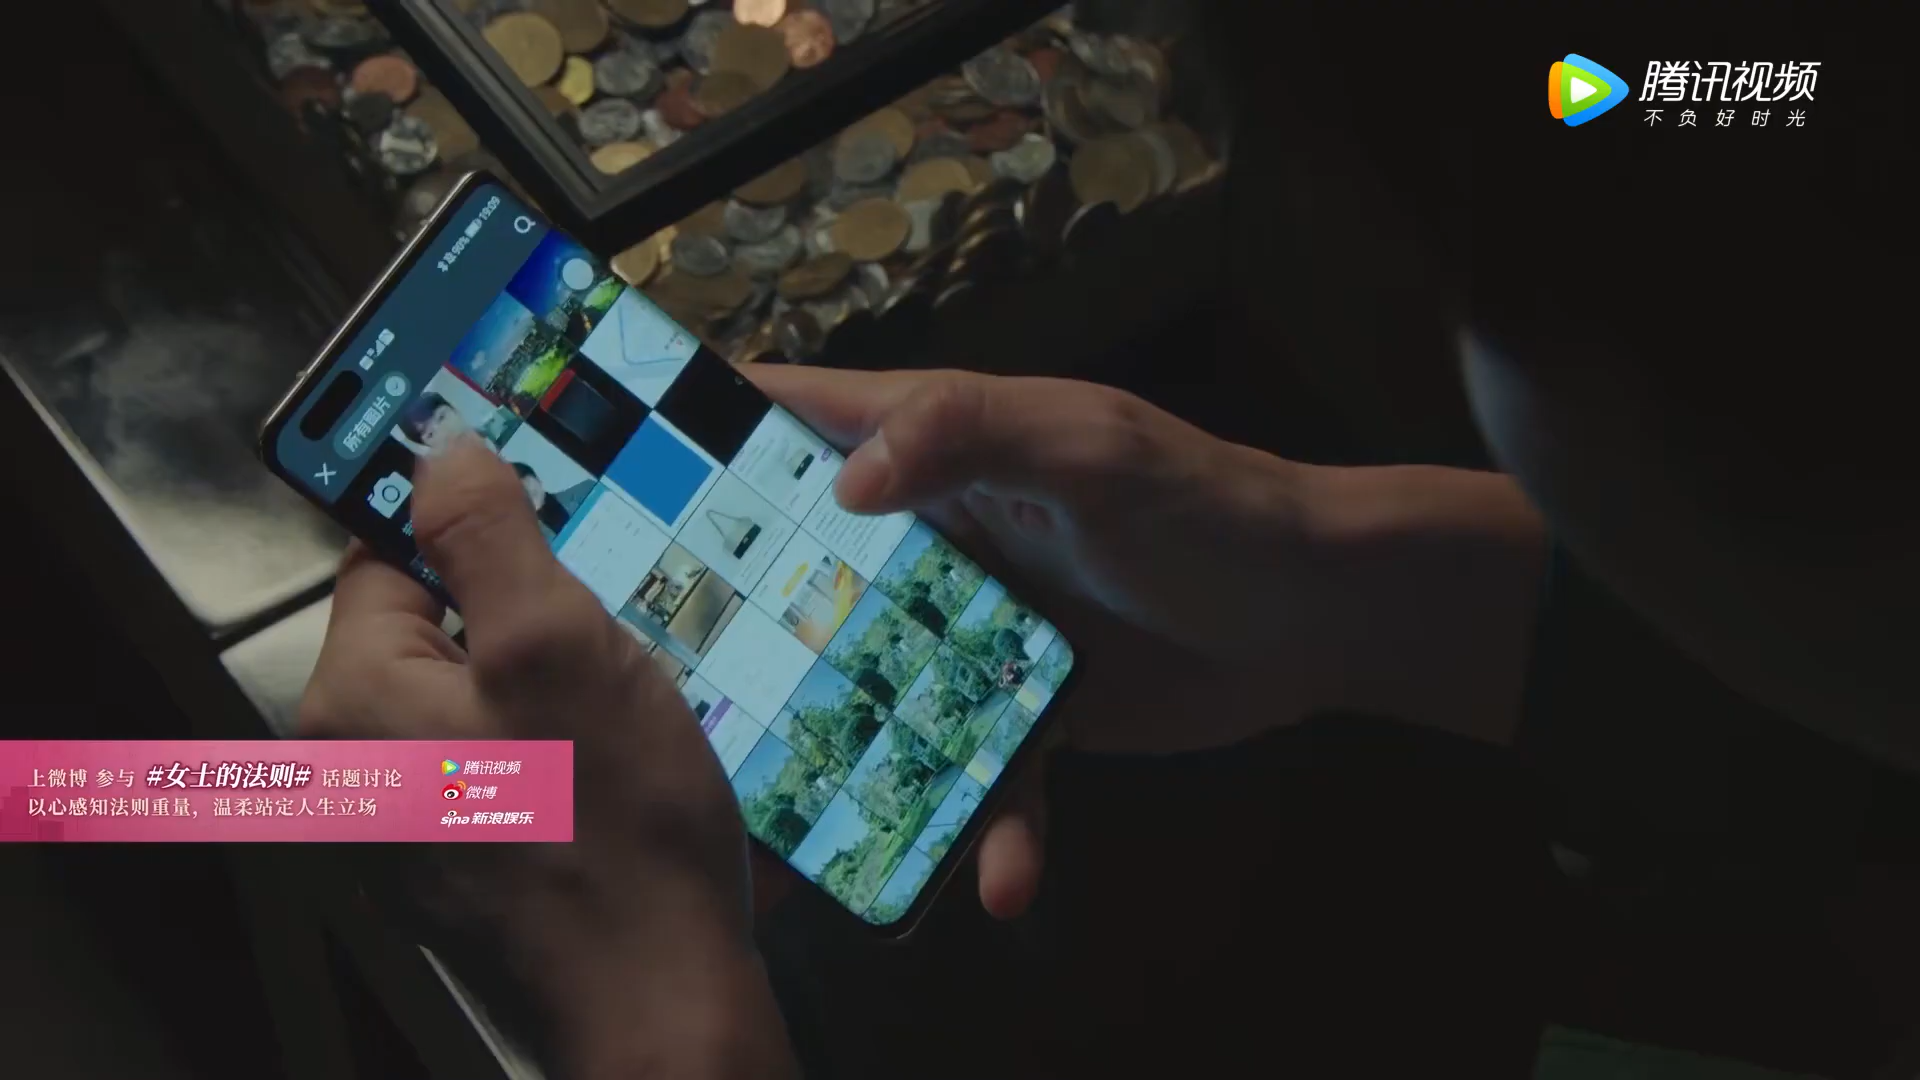 腾讯视频
不负好时光
19:09
90%
所有图片
上微博 参与 #女士的法则# 话题讨论
以心感知法则重量，温柔站定人生立场
腾讯视频
微博
sina新浪娱乐